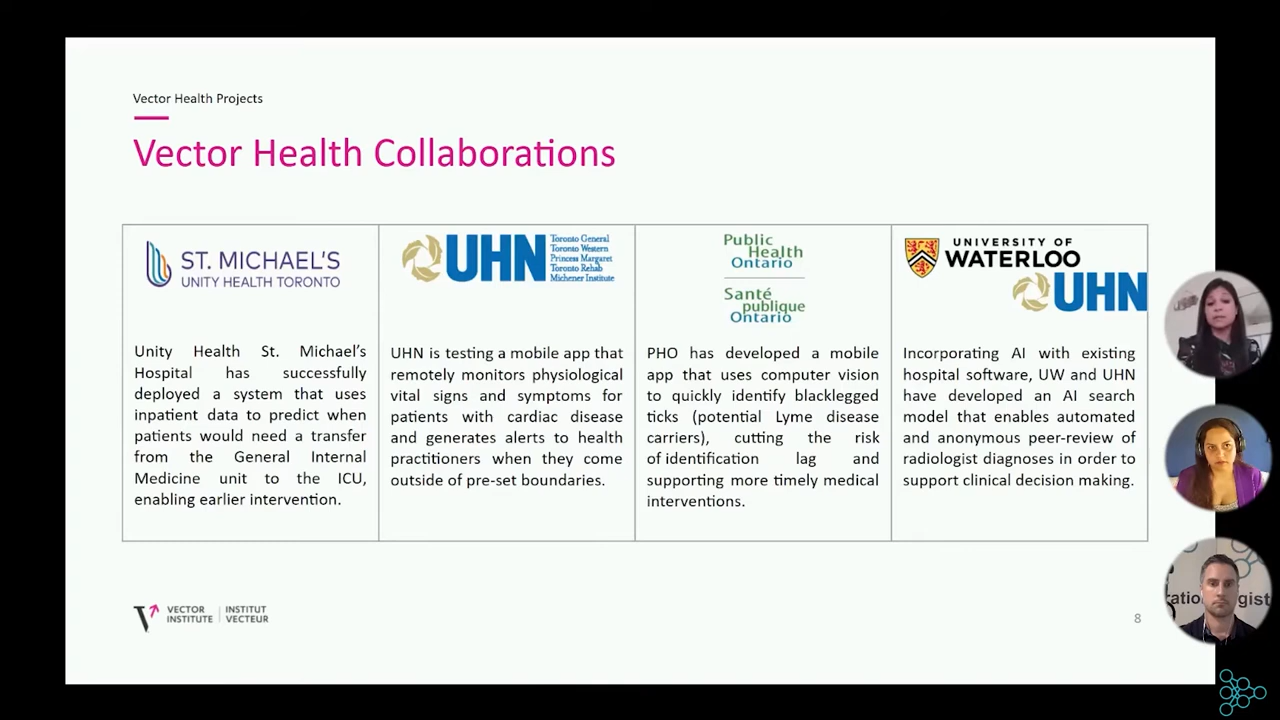 Vector Health Projects
Vector Health Collaborations
ST. MICHAEL'S
UNITY HEALTH TORONTO
Unity Health St. Michael's
Hospital has successfully
deployed a system that uses
inpatient data to predict when
patients would need a transfer
from the General Internal
Medicine unit to the ICU,
enabling earlier intervention.
UHN
Toronto General
Toronto Western
Princess Margaret
Toronto Rehab
Michener Institute
UHN is testing a mobile app that
remotely monitors physiological
vital signs and symptoms for
patients with cardiac disease
and generates alerts to health
practitioners when they come
outside of pre-set boundaries.
Public
Health
Ontario
Santé
publique
Ontario
PHO has developed a mobile
app that uses computer vision
to quickly identify blacklegged
ticks (potential Lyme disease
carriers), cutting the risk
of identification lag and
supporting more timely medical
interventions.
UNIVERSITY OF
WATERLOO
UHN
Incorporating AI with existing
hospital software, UW and UHN
have developed an AI search
model that enables automated
and anonymous peer-review of
radiologist diagnoses in order to
support clinical decision making.
VECTOR INSTITUTE
INSTITUT VECTEUR
8